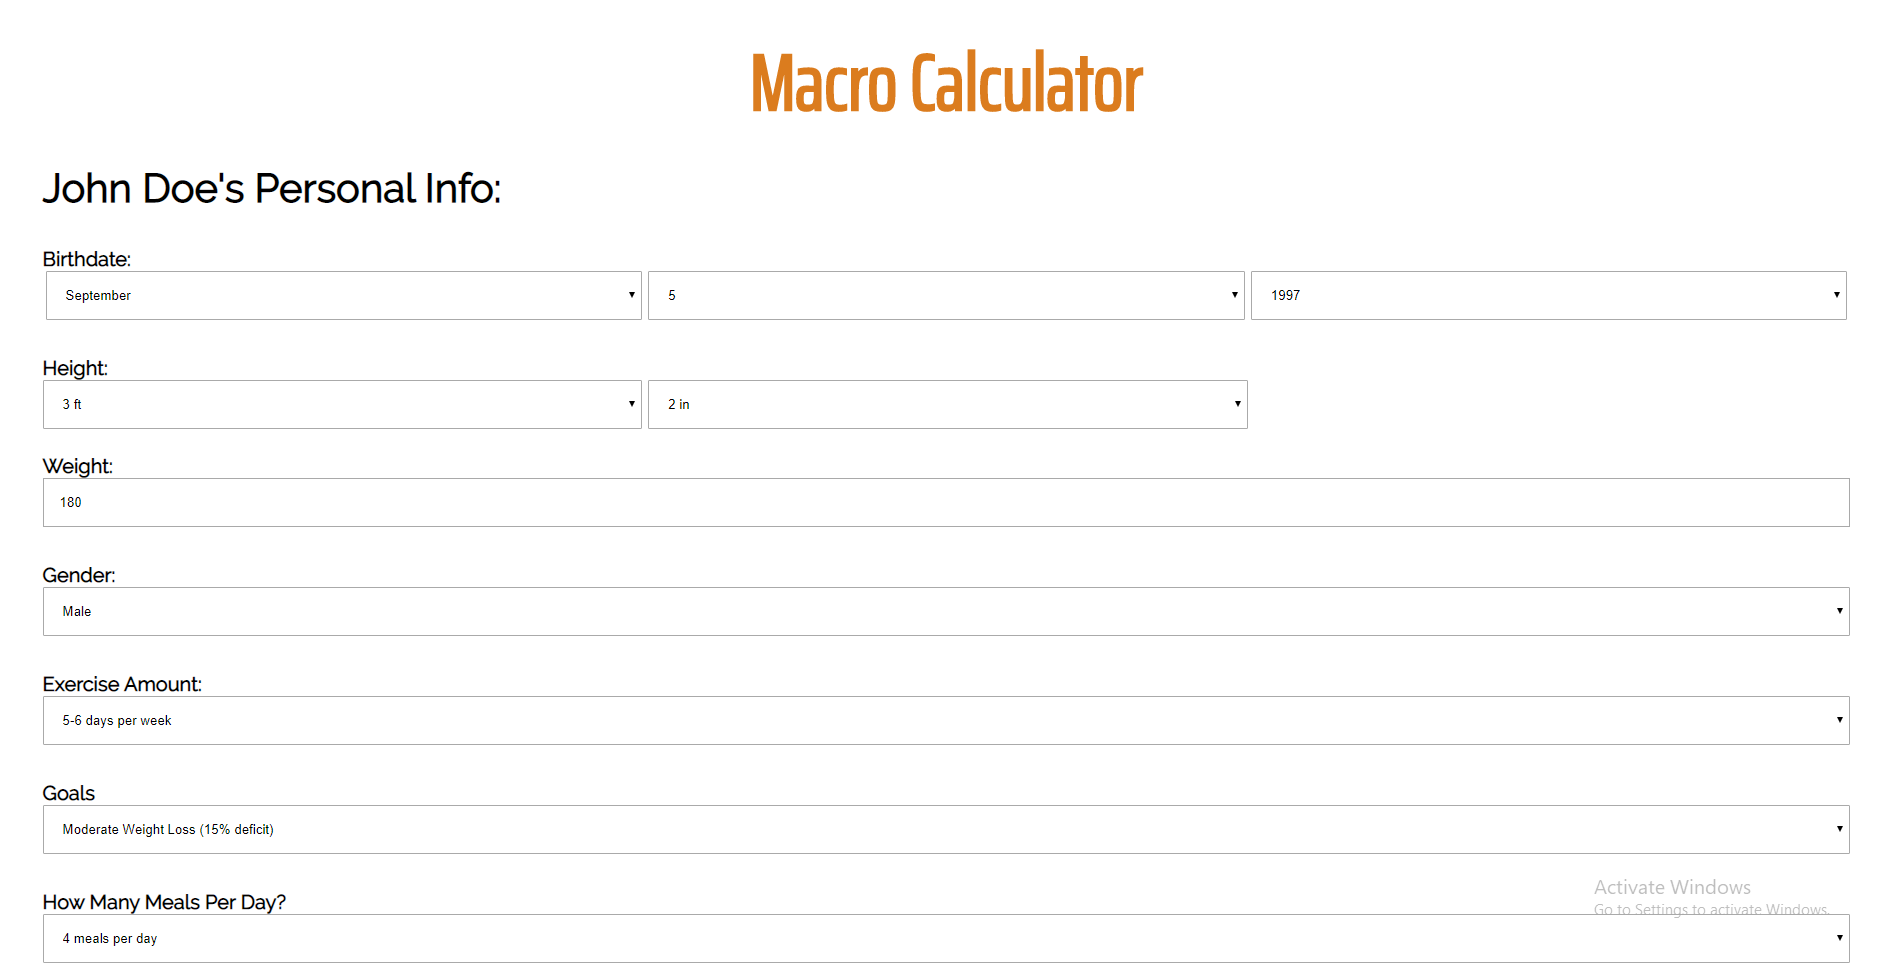 Macro Calculator
John Doe's Personal Info:
Birthdate:
September 5 1997
Height:
3 ft 2 in
Weight:
180
Gender:
Male
Exercise Amount:
5-6 days per week
Goals
Moderate Weight Loss (15% deficit)
Activate Windows
Go to Settings to activate Windows.
How Many Meals Per Day?
4 meals per day